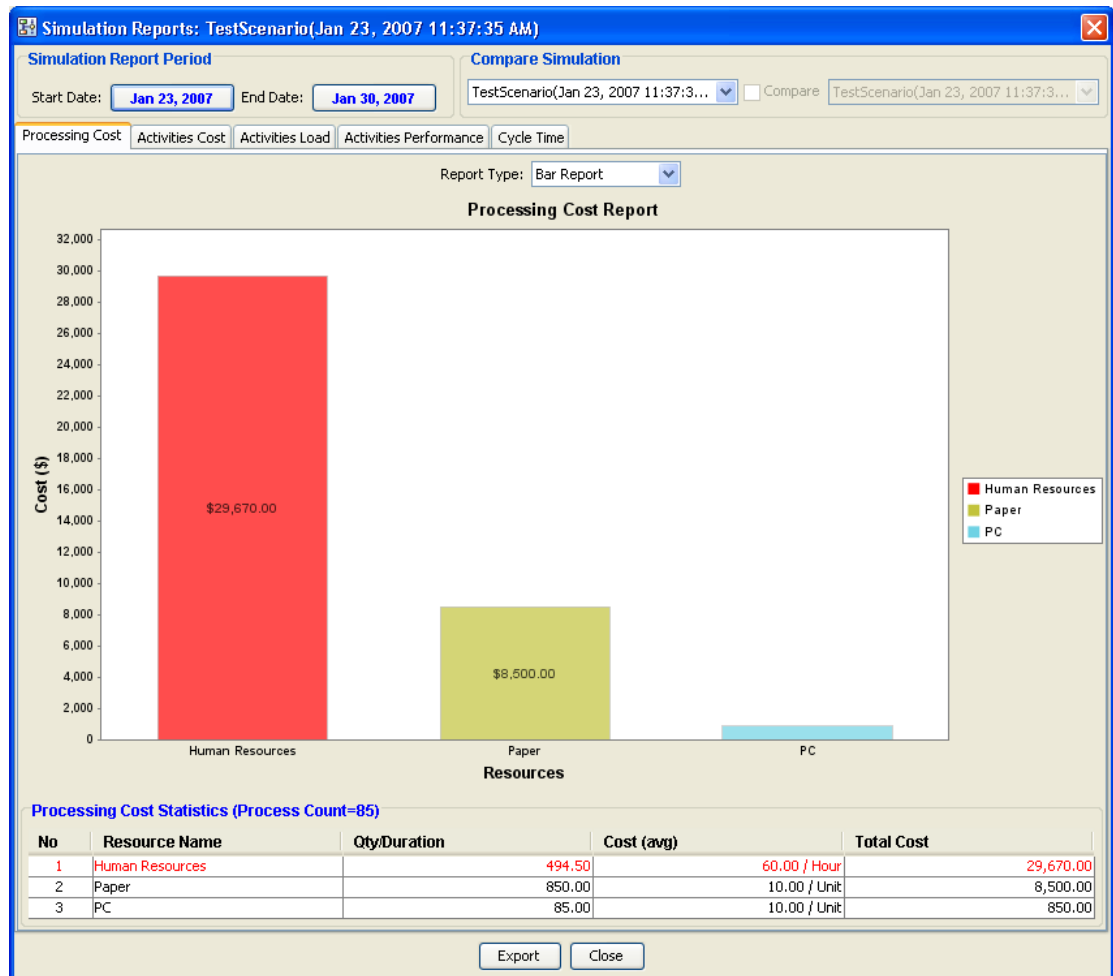 Simulation Reports: TestScenario(Jan 23, 2007 11:37:35 AM)
Simulation Report Period
Compare Simulation
Start Date: Jan 23, 2007 End Date: Jan 30, 2007
TestScenario(Jan 23, 2007 11:37:3... Compare TestScenario(Jan 23, 2007 11:37:3...
Processing Cost Activities Cost Activities Load Activities Performance Cycle Time
Report Type: Bar Report
Processing Cost Report
32,000
30,000
28,000
26,000
24,000
22,000
20,000
18,000
16,000
14,000
12,000
10,000
8,000
6,000
4,000
2,000
0
Cost ($)
$29,670.00
$8,500.00
Human Resources
Paper
PC
Human Resources Paper PC
Resources
Processing Cost Statistics (Process Count=85)
No Resource Name Qty/Duration Cost (avg) Total Cost
1 Human Resources 494.50 60.00 / Hour 29,670.00
2 Paper 850.00 10.00 / Unit 8,500.00
3 PC 85.00 10.00 / Unit 850.00
Export Close